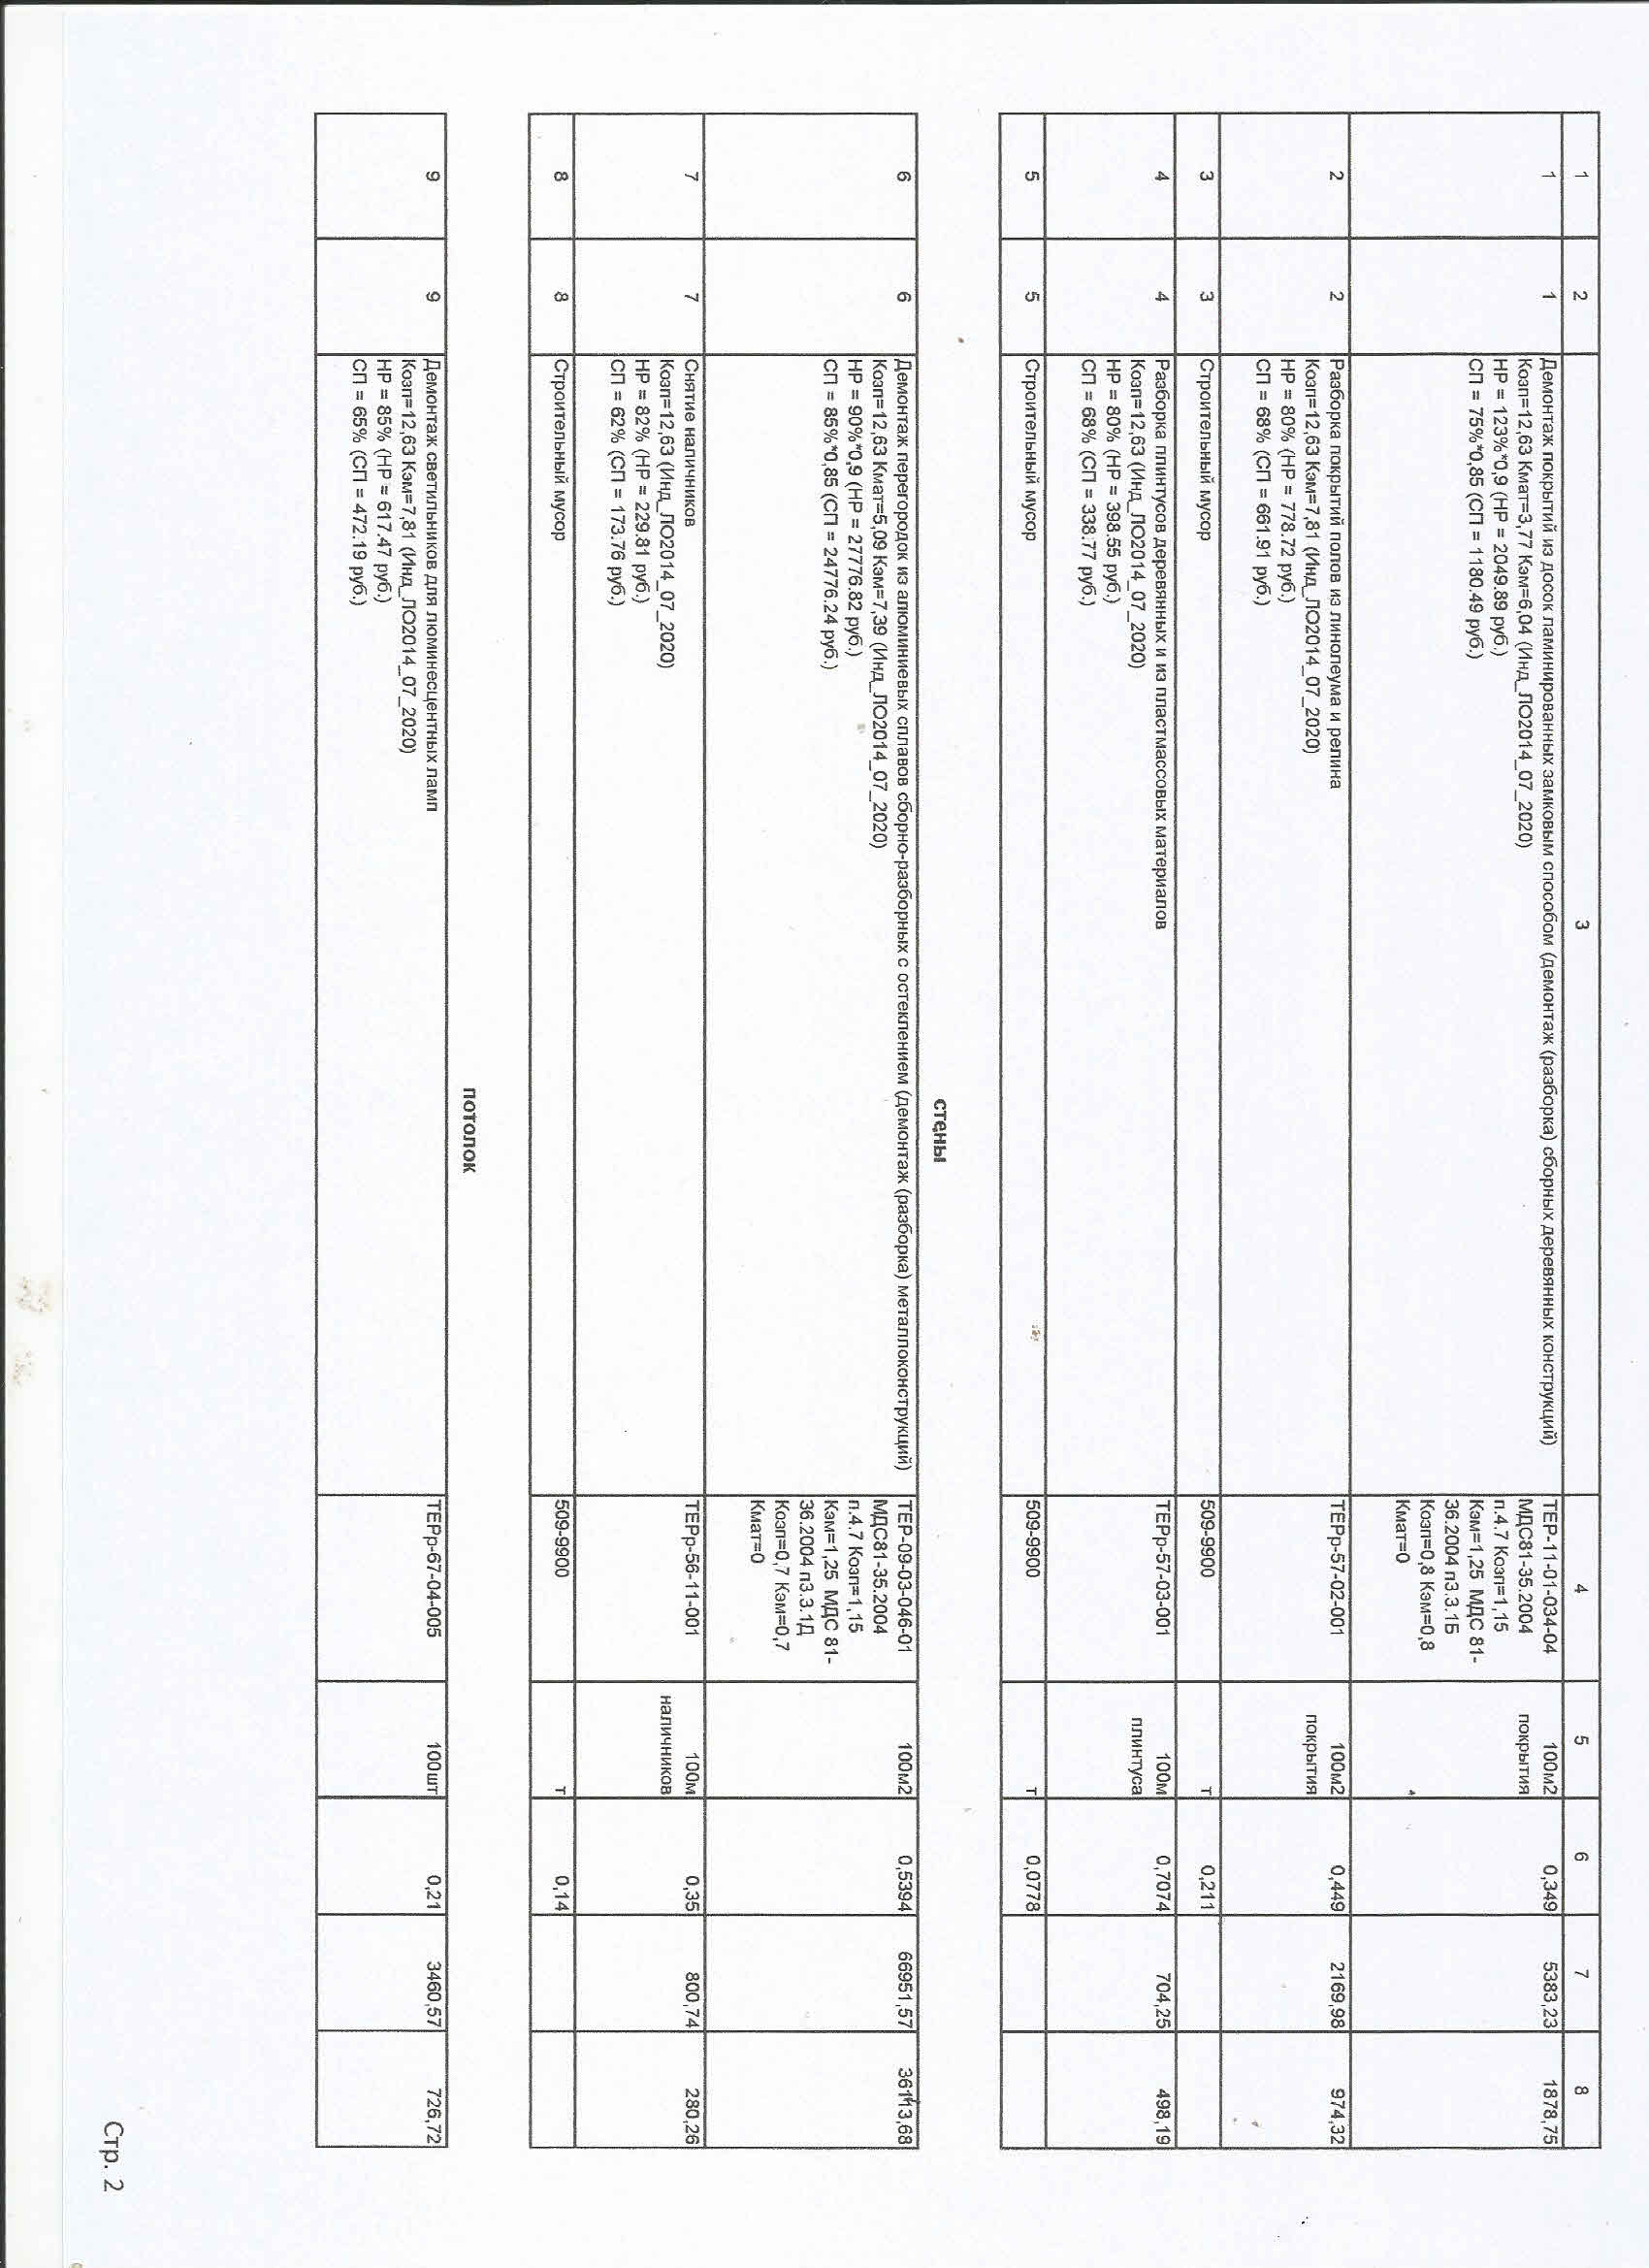 1 2 3 4 5 6 7 8
1 1 Демонтаж покрытий из досок ламинированных замковым способом (демонтаж (разборка) сборных деревянных конструкций) ТЕР-11-01-034-04 100м2 0,349 5383,23 1878,75
Козп=12,63 Кмат=3,77 Кэм=6,04 (Инд_ЛО2014_07_2020) МДС81-35.2004 покрытия
НР = 123%*0,9 (НР = 2049.89 руб.) п.4.7 Козп=1,15
СП = 75%*0,85 (СП = 1180.49 руб.) Кэм=1,25 МДС 81-
36.2004 п3.3.1Б
Козп=0,8 Кэм=0,8
Кмат=0
2 2 Разборка покрытий полов из линолеума и релина ТЕРр-57-02-001 100м2 0,449 2169,98 974,32
Козп=12,63 Кэм=7,81 (Инд_ЛО2014_07_2020) покрытия
НР = 80% (НР = 778.72 руб.)
СП = 68% (СП = 661.91 руб.)
3 3 Строительный мусор 509-9900 т 0,211
4 4 Разборка плинтусов деревянных и из пластмассовых материалов ТЕРр-57-03-001 100м 0,7074 704,25 498,19
Козп=12,63 (Инд_ЛО2014_07_2020) плинтуса
НР = 80% (НР = 398.55 руб.)
СП = 68% (СП = 338.77 руб.)
5 5 Строительный мусор 509-9900 т 0,0778
стены
6 6 Демонтаж перегородок из алюминиевых сплавов сборно-разборных с остеклением (демонтаж (разборка) металлоконструкций) ТЕР-09-03-046-01 100м2 0,5394 66951,57 36113,68
Козп=12,63 Кмат=5,09 Кэм=7,39 (Инд_ЛО2014_07_2020) МДС81-35.2004
НР = 90%*0,9 (НР = 27776.82 руб.) п.4.7 Козп=1,15
СП = 85%*0,85 (СП = 24776.24 руб.) Кэм=1,25 МДС 81-
36.2004 п3.3.1Д
Козп=0,7 Кэм=0,7
Кмат=0
7 7 Снятие наличников ТЕРр-56-11-001 100м 0,35 800,74 280,26
Козп=12,63 (Инд_ЛО2014_07_2020) наличников
НР = 82% (НР = 229.81 руб.)
СП = 62% (СП = 173.76 руб.)
8 8 Строительный мусор 509-9900 т 0,14
потолок
9 9 Демонтаж светильников для люминесцентных ламп ТЕРр-67-04-005 100шт 0,21 3460,57 726,72
Козп=12,63 Кэм=7,81 (Инд_ЛО2014_07_2020)
НР = 85% (НР = 617.47 руб.)
СП = 65% (СП = 472.19 руб.)
Стр. 2